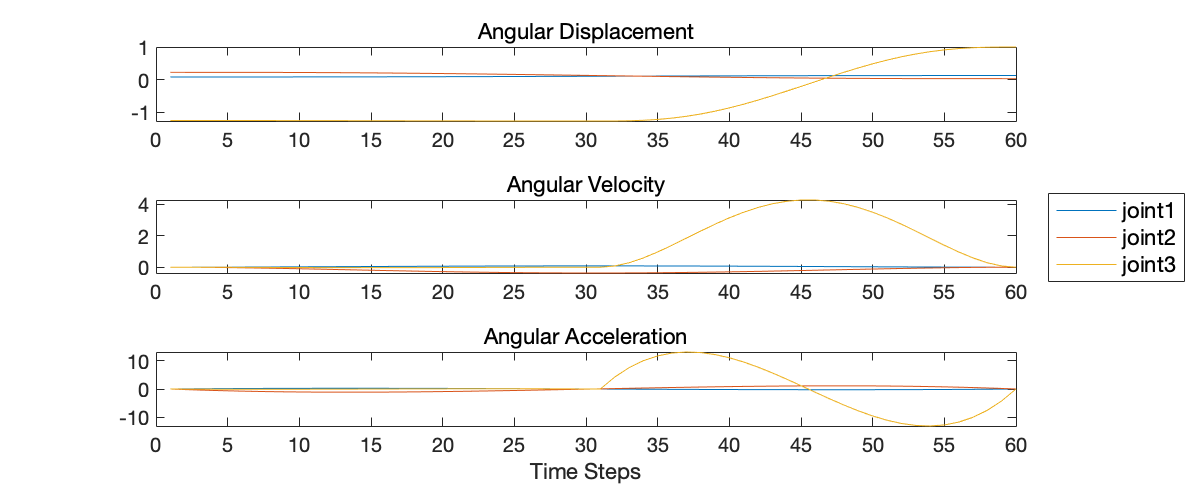 Angular Displacement
1
0
-1
0 5 10 15 20 25 30 35 40 45 50 55 60
Angular Velocity
4
2
0
0 5 10 15 20 25 30 35 40 45 50 55 60
joint1
joint2
joint3
Angular Acceleration
10
0
-10
0 5 10 15 20 25 30 35 40 45 50 55 60
Time Steps